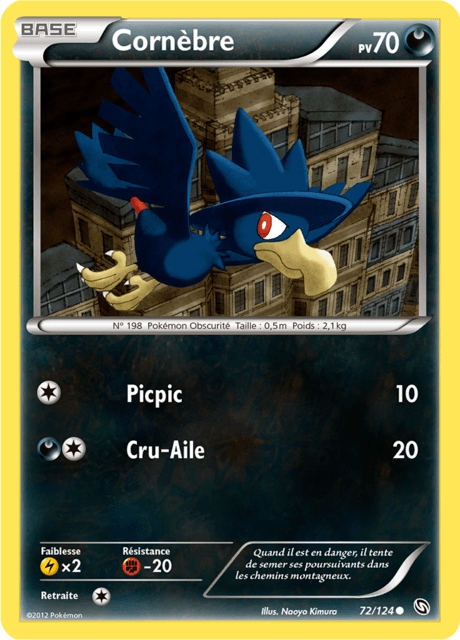 BASE
Cornèbre
PV70
N° 198 Pokémon Obscurité Taille : 0,5m Poids : 2,1kg
Picpic 10
Cru-Aile 20
Faiblesse
×2
Résistance
-20
Retraite
Quand il est en danger, il tente
de semer ses poursuivants dans
les chemins montagneux.
Illus. Naoyo Kimura
72/124
©2012 Pokémon